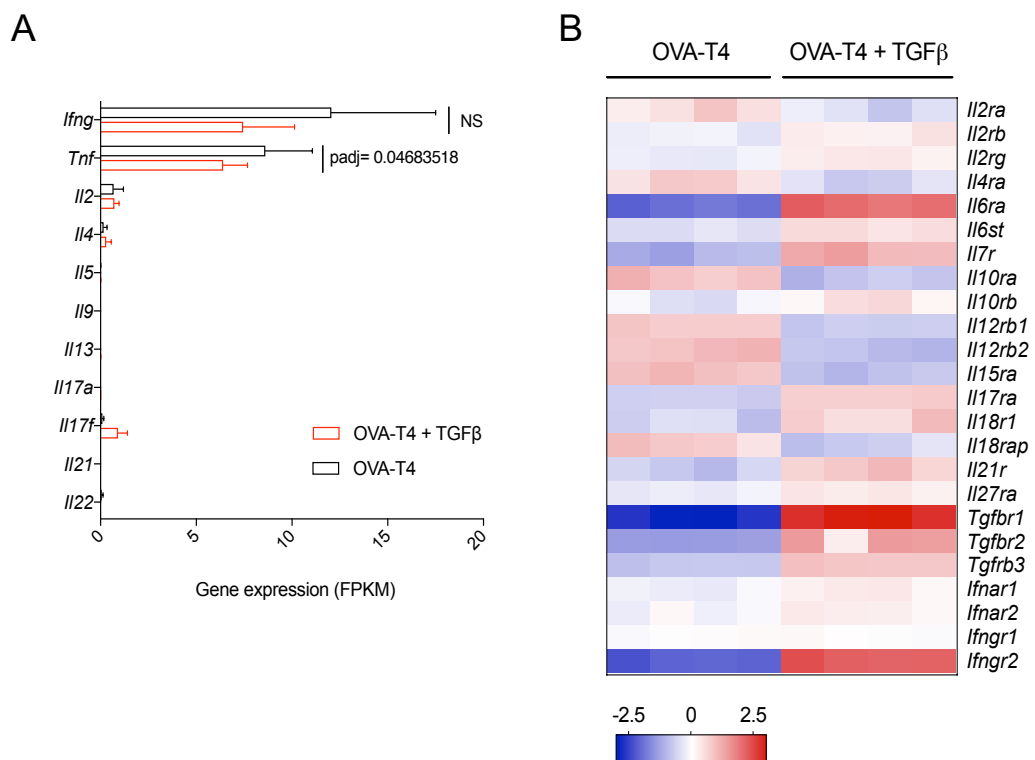 A
Ifng
Tnf
Il2
Il4
Il5
Il9
Il13
Il17a
Il17f
Il21
Il22
NS
padj= 0.04683518
OVA-T4 + TGFβ
OVA-T4
0
5
10
15
20
Gene expression (FPKM)
B
OVA-T4
OVA-T4 + TGFβ
Il2ra
Il2rb
Il2rg
Il4ra
Il6ra
Il6st
Il7r
Il10ra
Il10rb
Il12rb1
Il12rb2
Il15ra
Il17ra
Il18r1
Il18rap
Il21r
Il27ra
Tgfbr1
Tgfbr2
Tgfrb3
Ifnar1
Ifnar2
Ifngr1
Ifngr2
-2.5 0 2.5